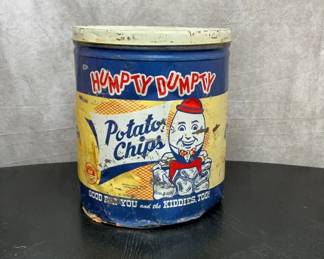 HUMPTY DUMPTY
Potato
Chips
GOOD FOR YOU and the KIDDIES, TOO!